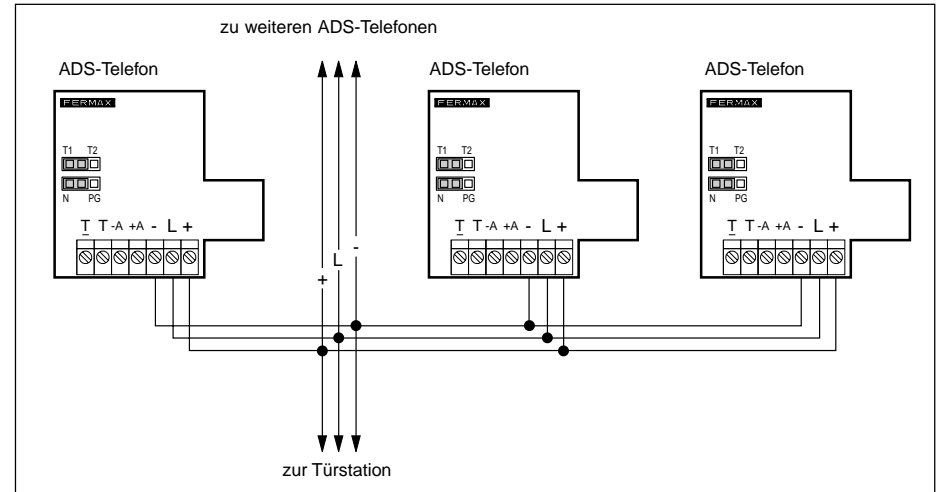 zu weiteren ADS-Telefonen
ADS-Telefon
FERMAX
T1 T2
N PG
T T -A +A - L +
+ L -
ADS-Telefon
FERMAX
T1 T2
N PG
T T -A +A - L +
ADS-Telefon
FERMAX
T1 T2
N PG
T T -A +A - L +
zur Türstation